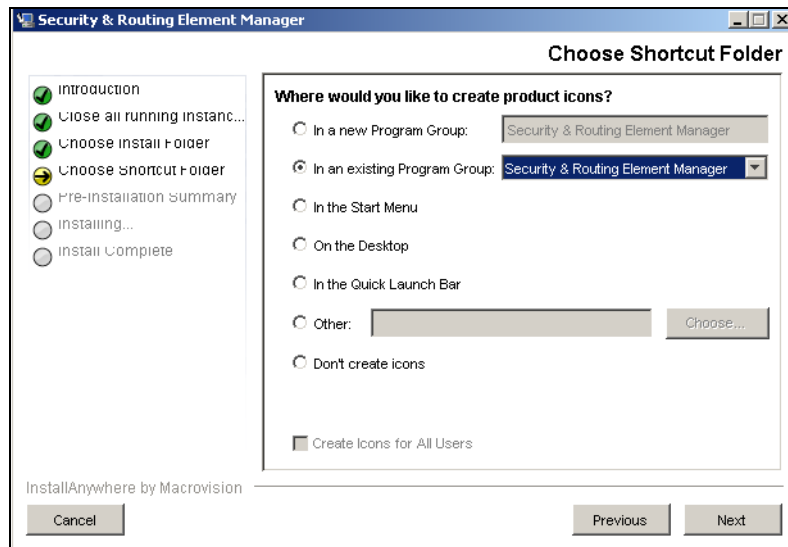 Security & Routing Element Manager
Choose Shortcut Folder
Introduction
Close all running instanc...
Choose Install Folder
Choose Shortcut Folder
Pre-Installation Summary
Installing...
Install Complete
Where would you like to create product icons?
In a new Program Group: Security & Routing Element Manager
In an existing Program Group: Security & Routing Element Manager
In the Start Menu
On the Desktop
In the Quick Launch Bar
Other: Choose...
Don't create icons
Create Icons for All Users
InstallAnywhere by Macrovision
Cancel Previous Next